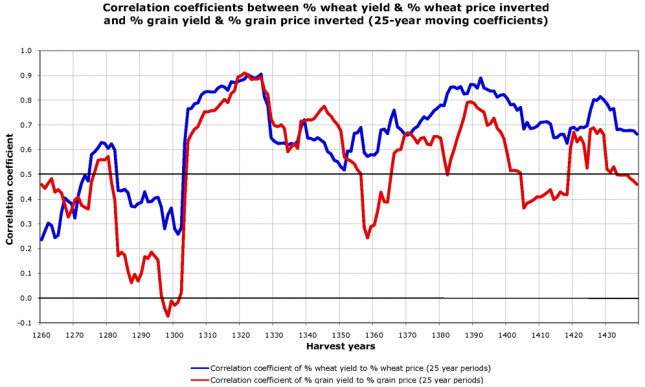 Correlation coefficients between % wheat yield & % wheat price inverted
and % grain yield & % grain price inverted (25-year moving coefficients)
1.0
0.9
0.8
0.7
0.6
0.5
0.4
0.3
0.2
0.1
0.0
-0.1
Correlation coefficient
1260 1270 1280 1290 1300 1310 1320 1330 1340 1350 1360 1370 1380 1390 1400 1410 1420 1430
Harvest years
Correlation coefficient of % wheat yield to % wheat price (25 year periods)
Correlation coefficient of % grain yield to % grain price (25 year periods)